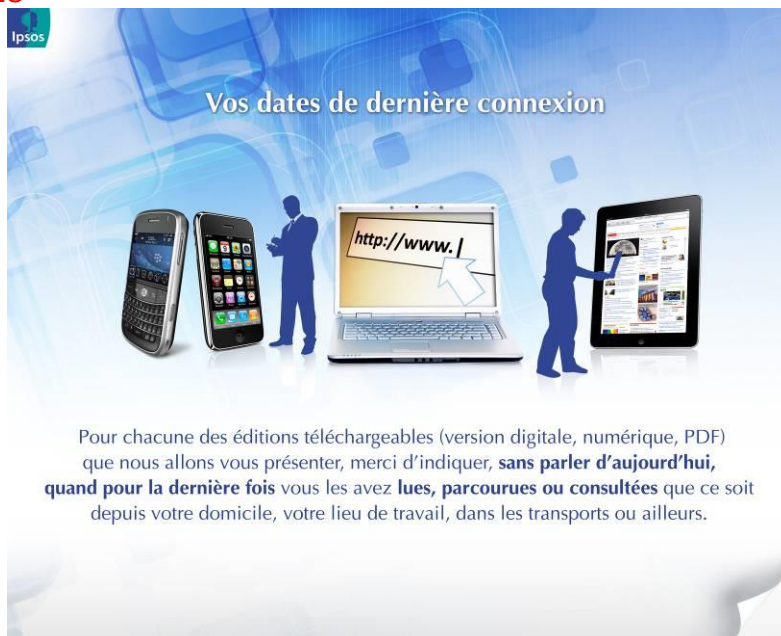 Ipsos
Vos dates de dernière connexion
http://www.
Pour chacune des éditions téléchargeables (version digitale, numérique, PDF)
que nous allons vous présenter, merci d'indiquer, sans parler d'aujourd'hui,
quand pour la dernière fois vous les avez lues, parcourues ou consultées que ce soit
depuis votre domicile, votre lieu de travail, dans les transports ou ailleurs.